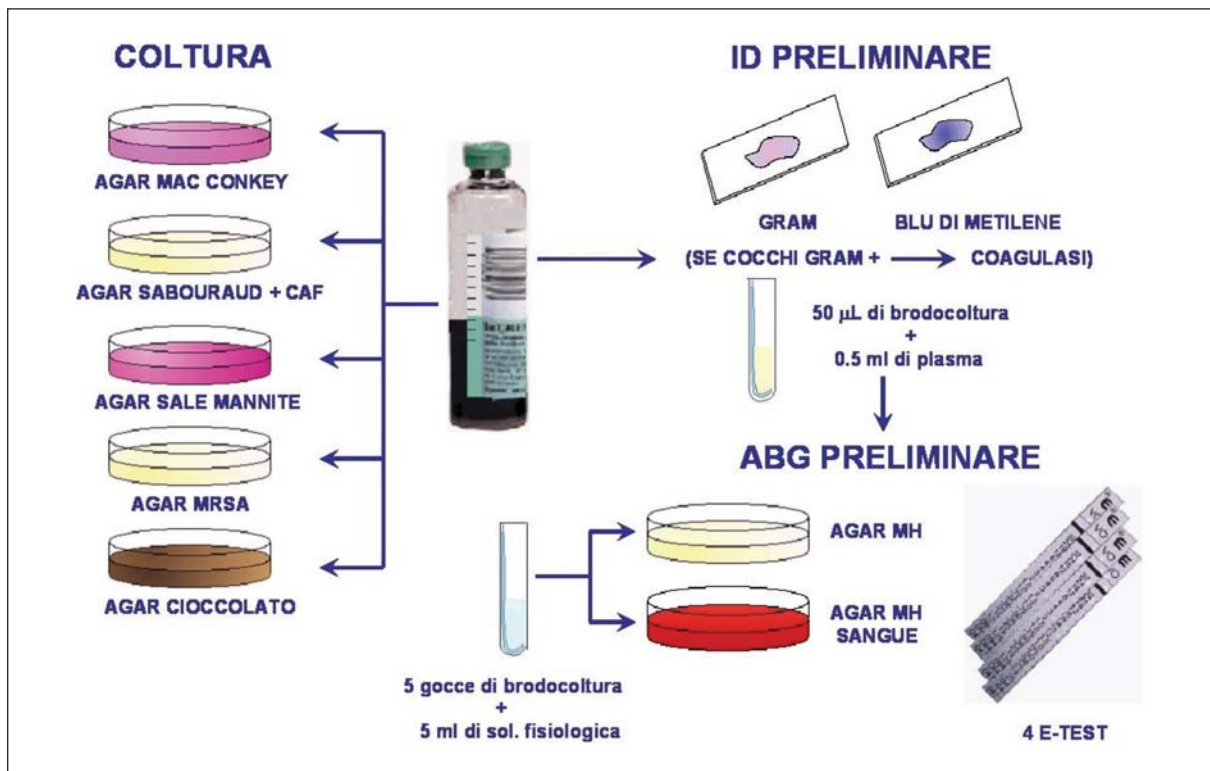 COLTURA
AGAR MAC CONKEY
AGAR SABOURAUD + CAF
AGAR SALE MANNITE
AGAR MRSA
AGAR CIOCCOLATO
ID PRELIMINARE
GRAM
BLU DI METILENE
(SE COCCHI GRAM +
COAGULASI)
50 µL di brodocoltura
+
0.5 ml di plasma
ABG PRELIMINARE
AGAR MH
AGAR MH
SANGUE
5 gocce di brodocoltura
+
5 ml di sol. fisiologica
4 E-TEST